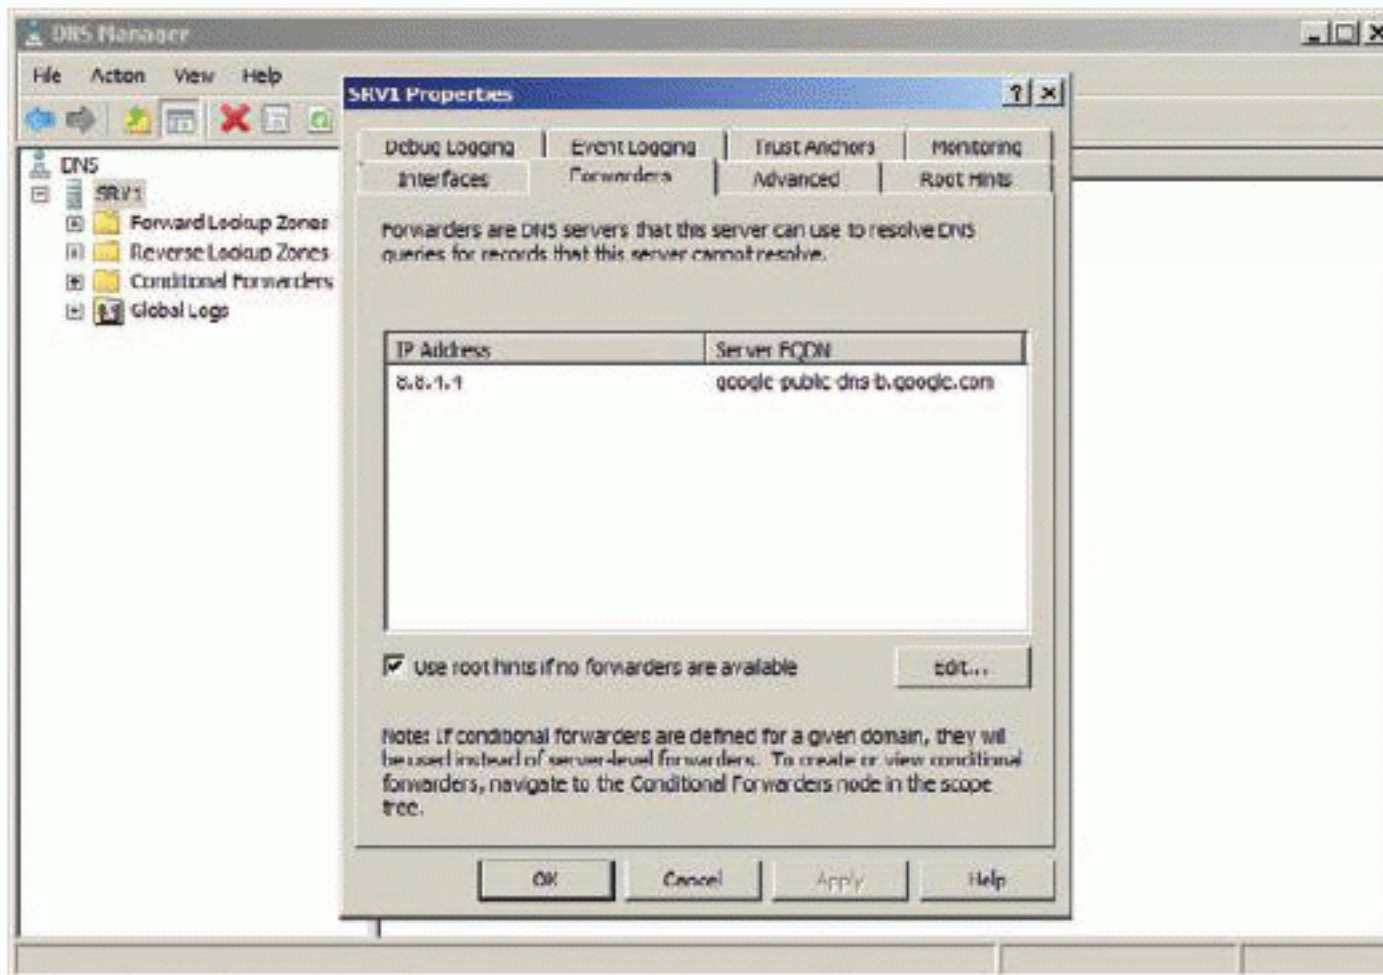 DNS Manager
File Action View Help
SRV1 Properties
Debug Logging Event Logging Trust Anchors Monitoring
Interfaces Forwarders Advanced Root Hints
DNS
SRV1
Forward Lookup Zones
Reverse Lookup Zones
Conditional Forwarders
Global Logs
Forwarders are DNS servers that this server can use to resolve DNS
queries for records that this server cannot resolve.
IP Address Server FQDN
8.8.4.4 google-public-dns-b.google.com
Use root hints if no forwarders are available Edit...
Note: If conditional forwarders are defined for a given domain, they will
be used instead of server-level forwarders. To create or view conditional
forwarders, navigate to the Conditional Forwarders node in the scope
tree.
OK Cancel Apply Help